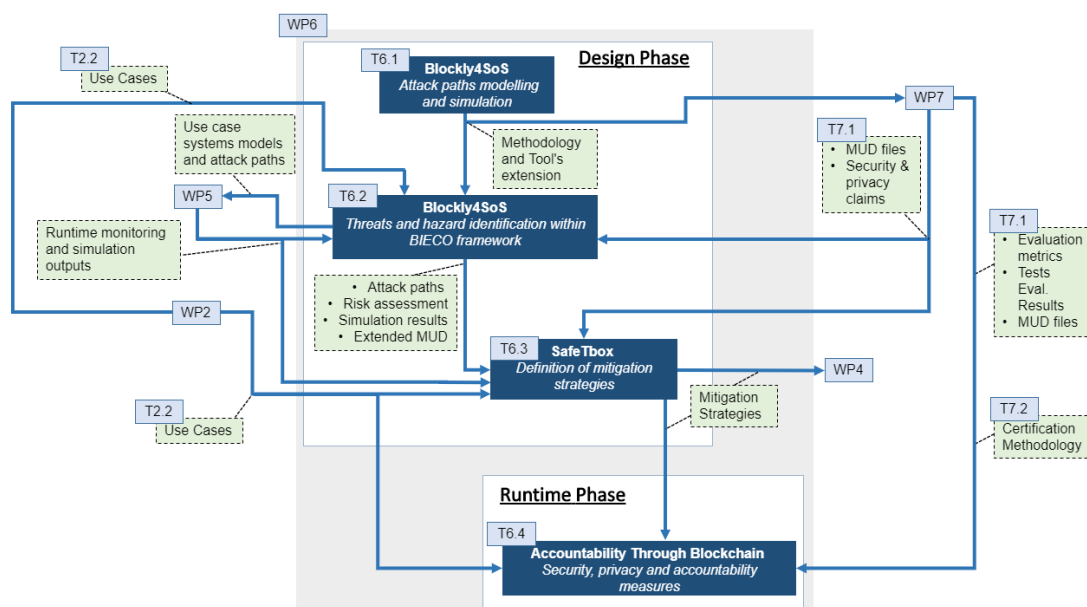 WP6
Design Phase
T2.2
Use Cases
T6.1
Blockly4SoS
Attack paths modelling
and simulation
WP7
Use case
systems models
and attack paths
Methodology
and Tool's
extension
T7.1
• MUD files
• Security &
privacy
claims
WP5
T6.2
Blockly4SoS
Threats and hazard identification within
BIECO framework
Runtime monitoring
and simulation
outputs
T7.1
• Evaluation
metrics
• Tests
Eval.
Results
• MUD files
• Attack paths
• Risk assessment
• Simulation results
• Extended MUD
WP2
T6.3
SafeTbox
Definition of mitigation
strategies
WP4
Mitigation
Strategies
T2.2
Use Cases
T7.2
Certification
Methodology
Runtime Phase
T6.4
Accountability Through Blockchain
Security, privacy and accountability
measures